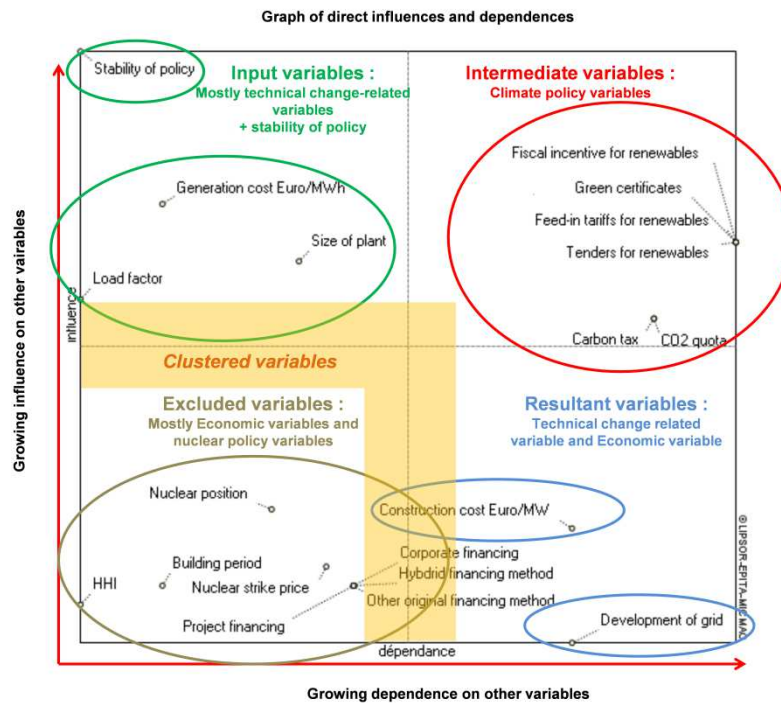 Graph of direct influences and dependences
Stability of policy
Input variables :
Mostly technical change-related
variables
+ stability of policy
Intermediate variables :
Climate policy variables
Fiscal incentive for renewables
Green certificates
Feed-in tariffs for renewables
Tenders for renewables
Generation cost Euro/MWh
Size of plant
Load factor
Carbon tax
CO2 quota
influence
Growing influence on other vairables
Clustered variables
Excluded variables :
Mostly Economic variables and
nuclear policy variables
Resultant variables :
Technical change related
variable and Economic variable
Nuclear position
Construction cost Euro/MW
Building period
HHI
Nuclear strike price
Project financing
Corporate financing
Hybdrid financing method
Other original financing method
Development of grid
© LIPSOR-EPITA-MICMAC
dépendance
Growing dependence on other variables